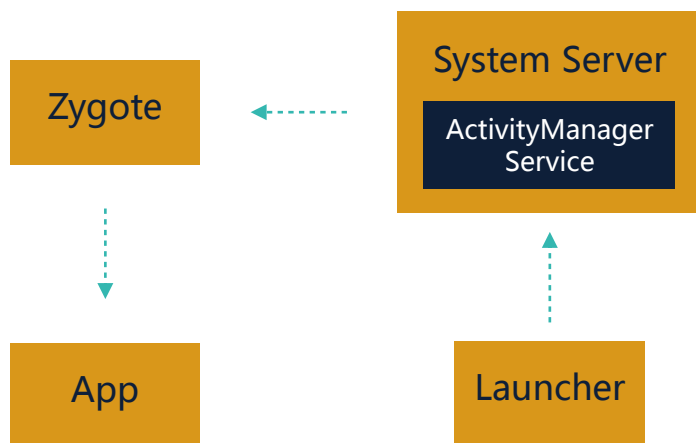 System Server
Zygote
ActivityManager
Service
App
Launcher